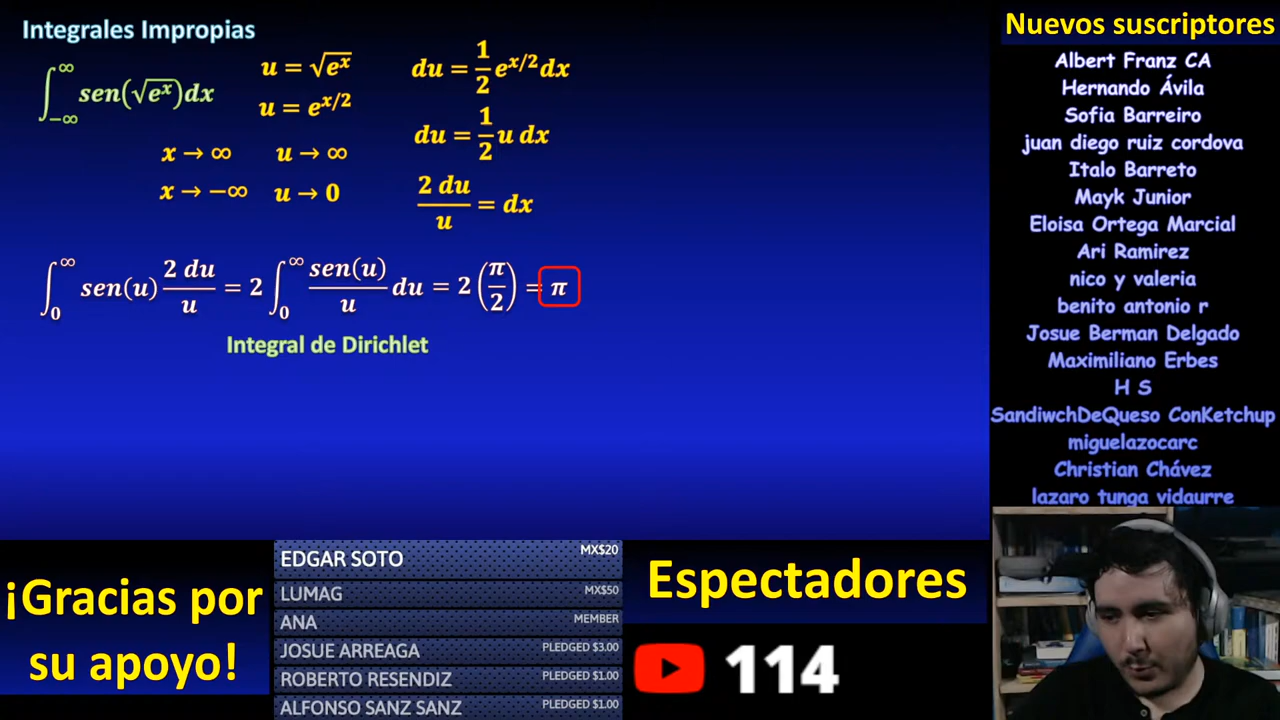 Integrales Impropias
∫_{-∞}^{∞} sen(√e^x)dx
u = √e^x
du = 1/2 e^{x/2} dx
u = e^{x/2}
du = 1/2 u dx
x → ∞ u → ∞
x → -∞ u → 0
2 du/u = dx
∫_0^∞ sen(u) 2 du/u = 2 ∫_0^∞ sen(u)/u du = 2(π/2) = π
Integral de Dirichlet
Nuevos suscriptores
Albert Franz CA
Hernando Ávila
Sofia Barreiro
juan diego ruiz cordova
Italo Barreto
Mayk Junior
Eloisa Ortega Marcial
Ari Ramirez
nico y valeria
benito antonio r
Josue Berman Delgado
Maximiliano Erbes
H S
SandiwchDeQueso ConKetchup
miguelazocarc
Christian Chávez
lazaro tunga vidaurre
¡Gracias por
su apoyo!
EDGAR SOTO MX$20
LUMAG MX$50
ANA MEMBER
JOSUE ARREAGA PLEDGED $3.00
ROBERTO RESENDIZ PLEDGED $1.00
ALFONSO SANZ SANZ PLEDGED $1.00
Espectadores
114